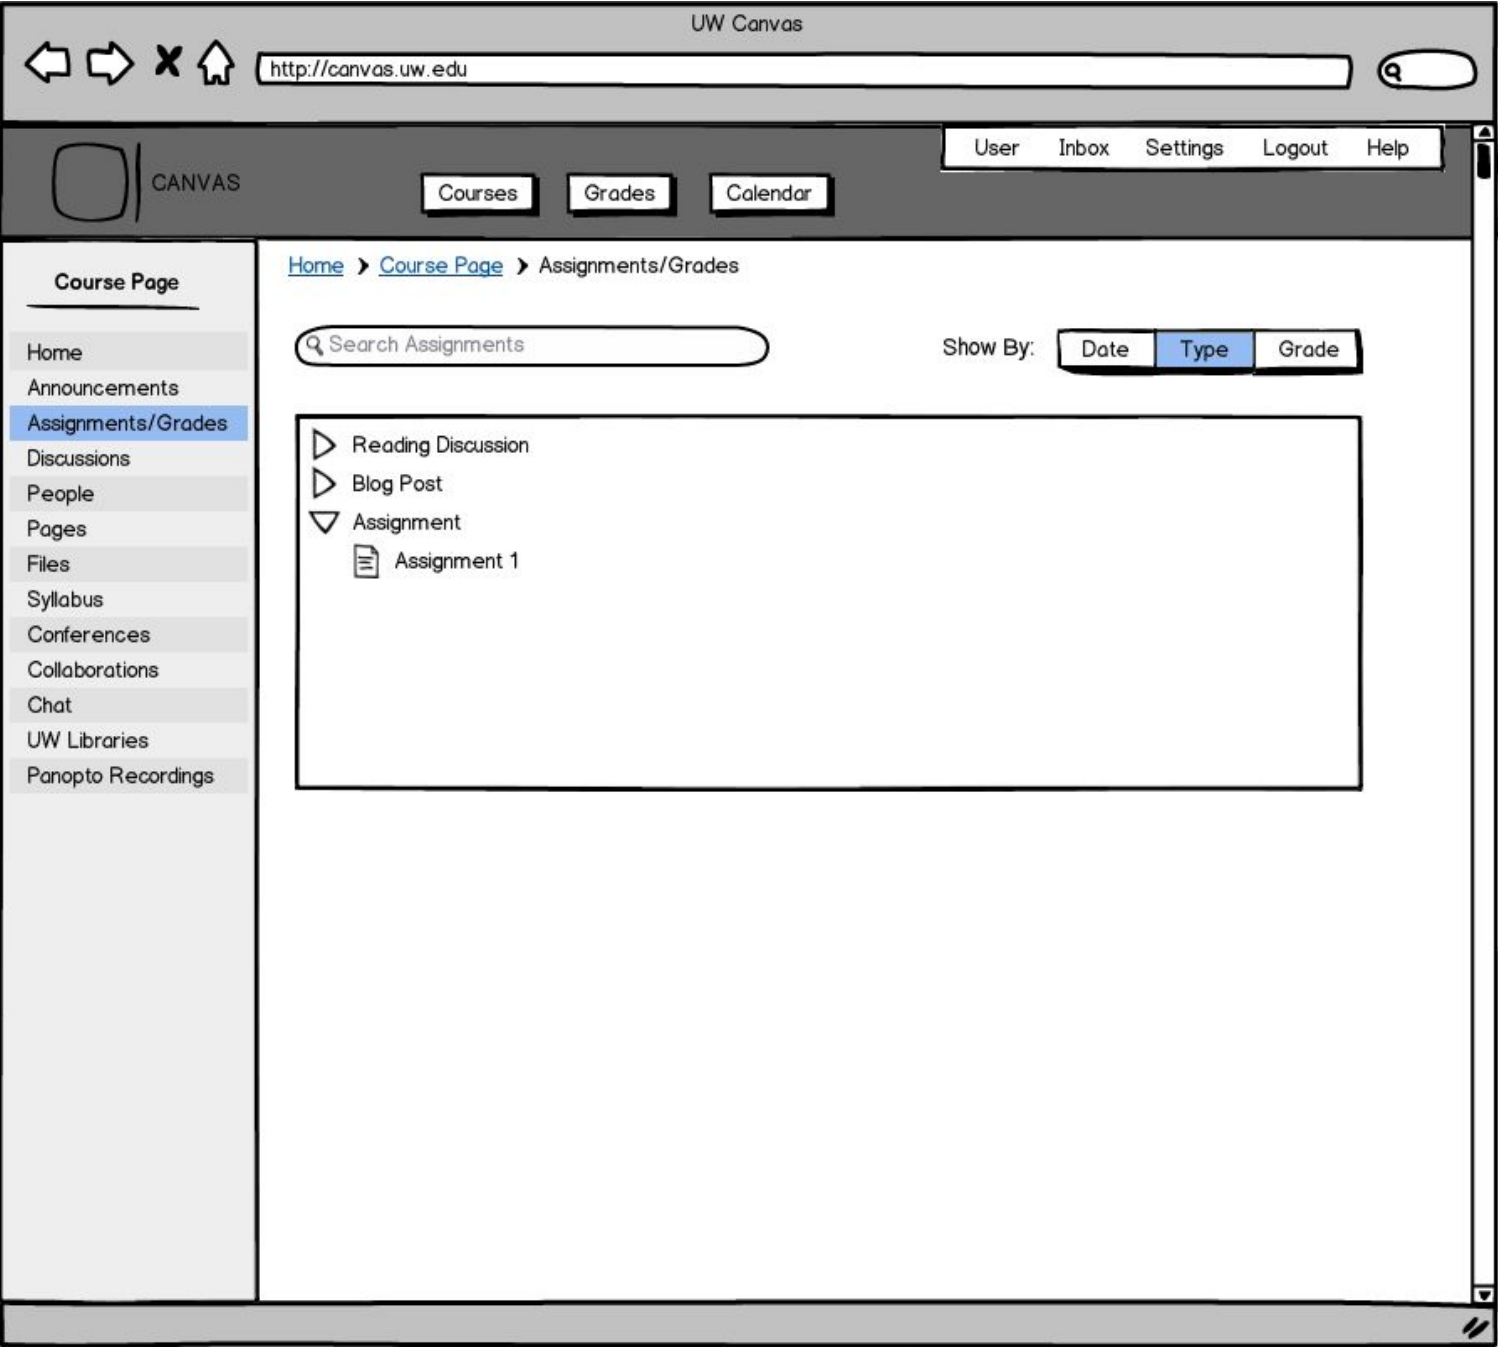 UW Canvas
http://canvas.uw.edu
User Inbox Settings Logout Help
CANVAS
Courses Grades Calendar
Course Page
Home
Announcements
Assignments/Grades
Discussions
People
Pages
Files
Syllabus
Conferences
Collaborations
Chat
UW Libraries
Panopto Recordings
Home Course Page Assignments/Grades
Search Assignments
Show By: Date Type Grade
Reading Discussion
Blog Post
Assignment
Assignment 1